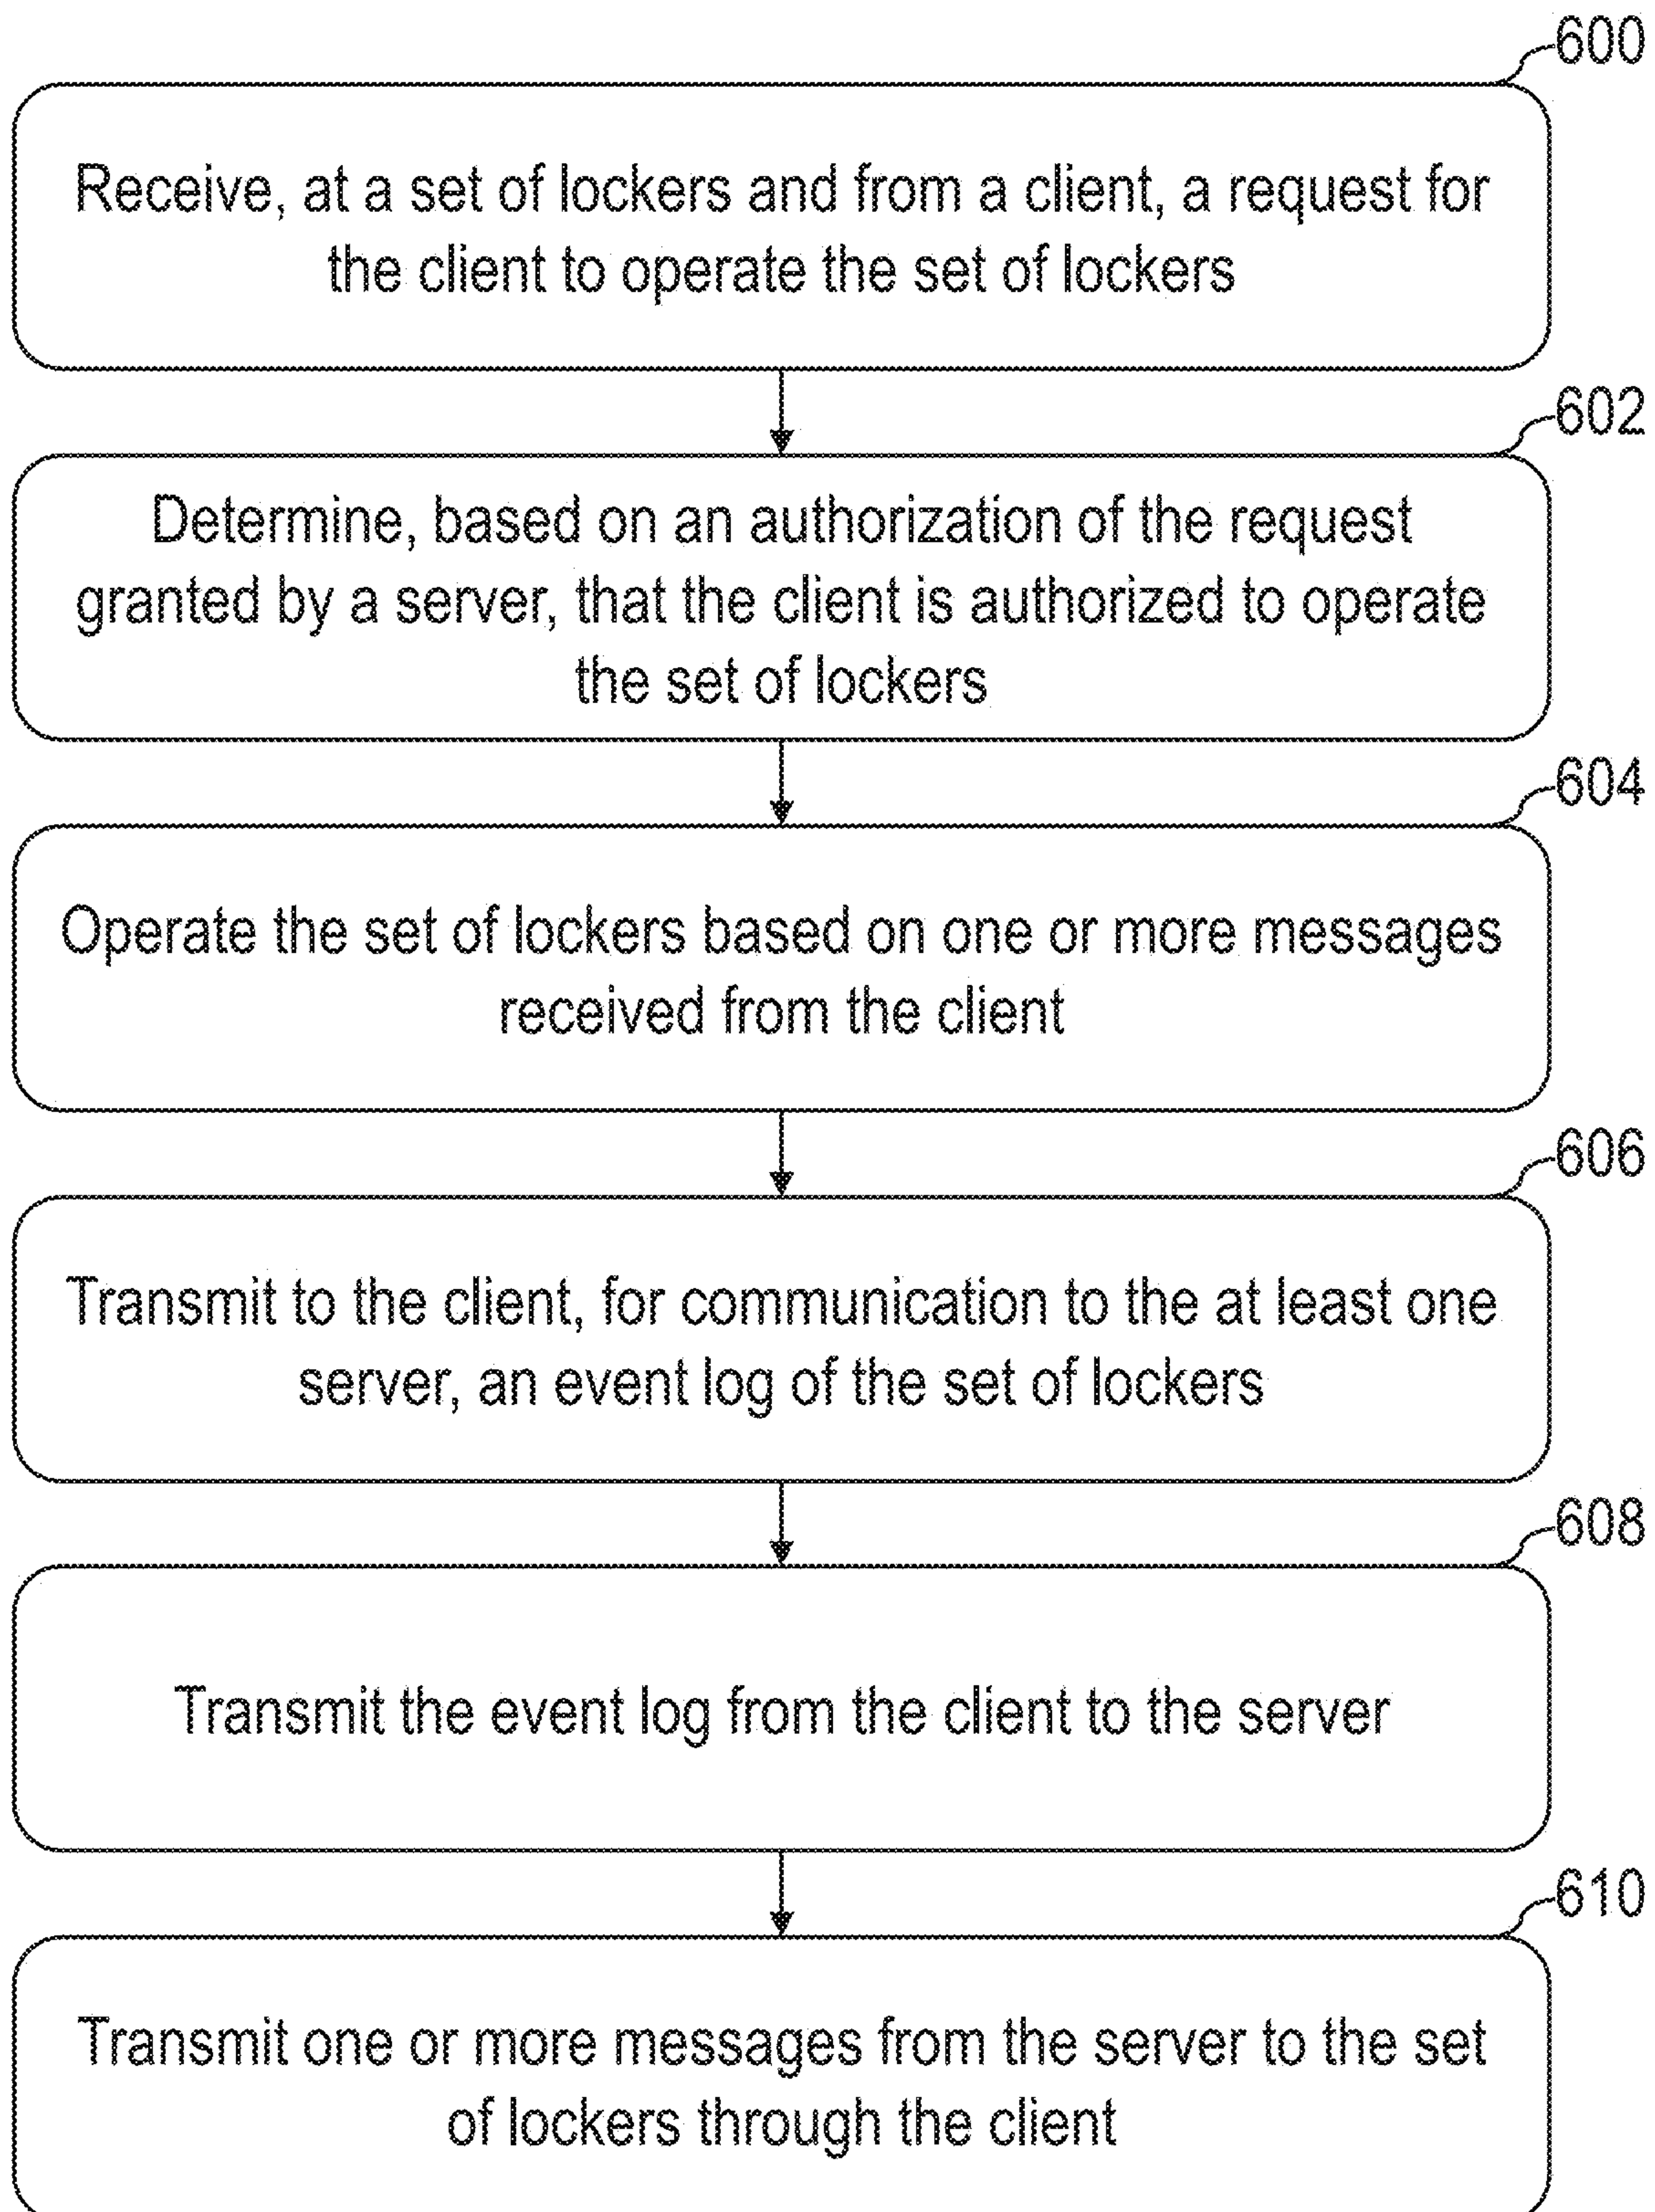 600
Receive, at a set of lockers and from a client, a request for
the client to operate the set of lockers
602
Determine, based on an authorization of the request
granted by a server, that the client is authorized to operate
the set of lockers
604
Operate the set of lockers based on one or more messages
received from the client
606
Transmit to the client, for communication to the at least one
server, an event log of the set of lockers
608
Transmit the event log from the client to the server
610
Transmit one or more messages from the server to the set
of lockers through the client